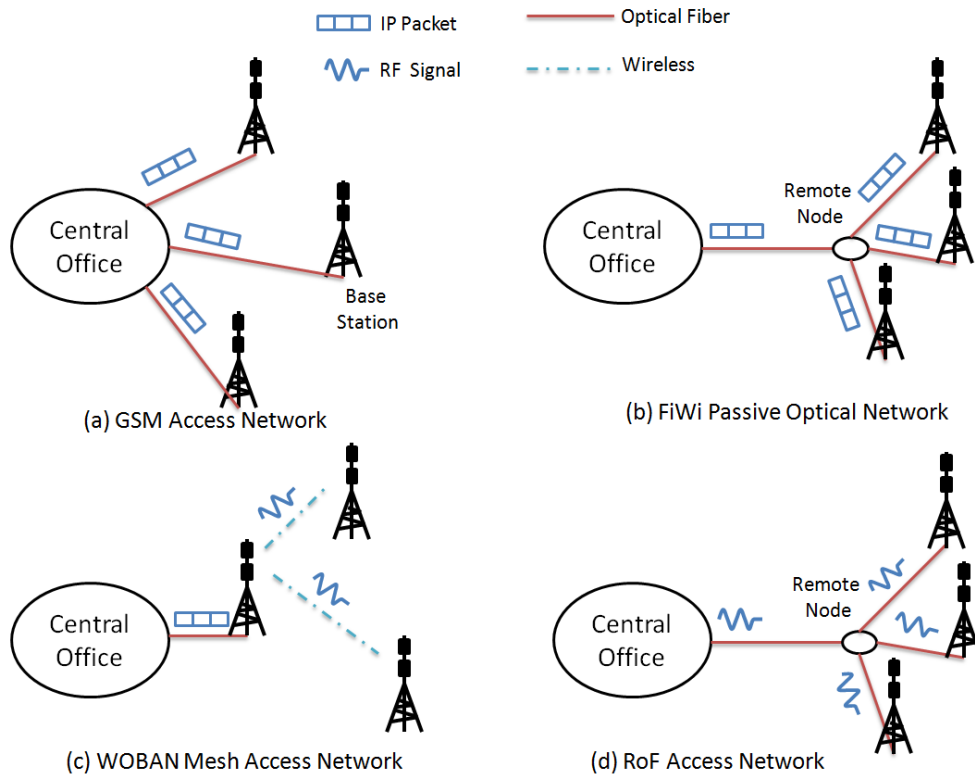 IP Packet
Optical Fiber
RF Signal
Wireless
Central
Office
Base
Station
(a) GSM Access Network
Central
Office
Remote
Node
(b) FiWi Passive Optical Network
Central
Office
(c) WOBAN Mesh Access Network
Central
Office
Remote
Node
(d) RoF Access Network